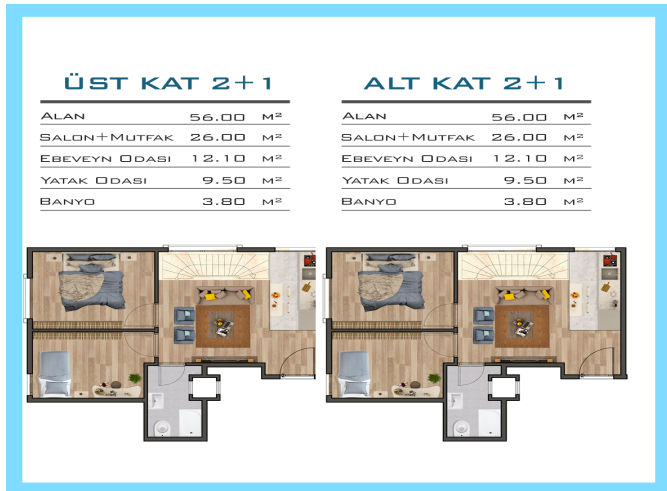 ÜST KAT 2+1
ALAN 56.00 M²
SALON+MUTFAK 26.00 M²
EBEVEYN ODASI 12.10 M²
YATAK ODASI 9.50 M²
BANYO 3.80 M²
ALT KAT 2+1
ALAN 56.00 M²
SALON+MUTFAK 26.00 M²
EBEVEYN ODASI 12.10 M²
YATAK ODASI 9.50 M²
BANYO 3.80 M²